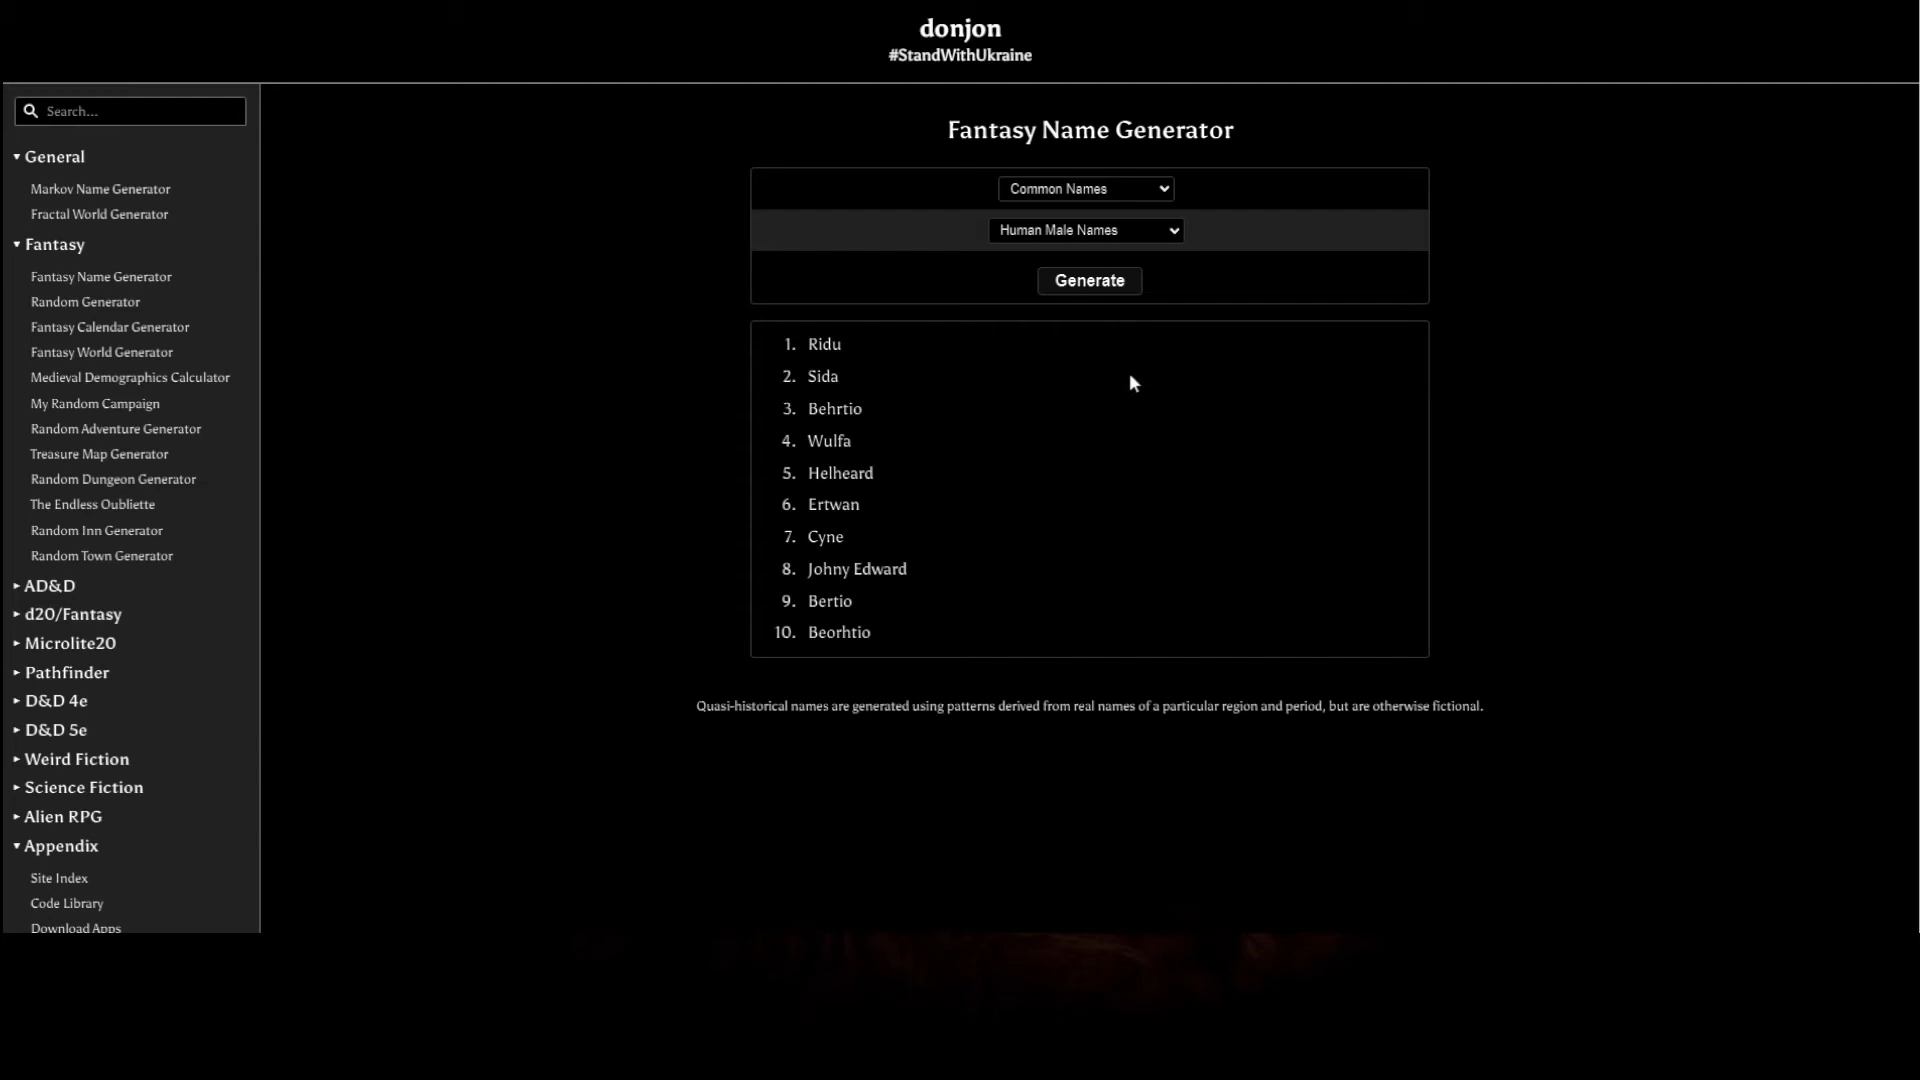 donjon
#StandWithUkraine
Search...
General
Markov Name Generator
Fractal World Generator
Fantasy
Fantasy Name Generator
Random Generator
Fantasy Calendar Generator
Fantasy World Generator
Medieval Demographics Calculator
My Random Campaign
Random Adventure Generator
Treasure Map Generator
Random Dungeon Generator
The Endless Oubliette
Random Inn Generator
Random Town Generator
AD&D
d20/Fantasy
Microlite20
Pathfinder
D&D 4e
D&D 5e
Weird Fiction
Science Fiction
Alien RPG
Appendix
Site Index
Code Library
Download Apps
Fantasy Name Generator
Common Names
Human Male Names
Generate
1. Ridu
2. Sida
3. Behrtio
4. Wulfa
5. Helheard
6. Ertwan
7. Cyne
8. Johny Edward
9. Bertio
10. Beorhtio
Quasi-historical names are generated using patterns derived from real names of a particular region and period, but are otherwise fictional.